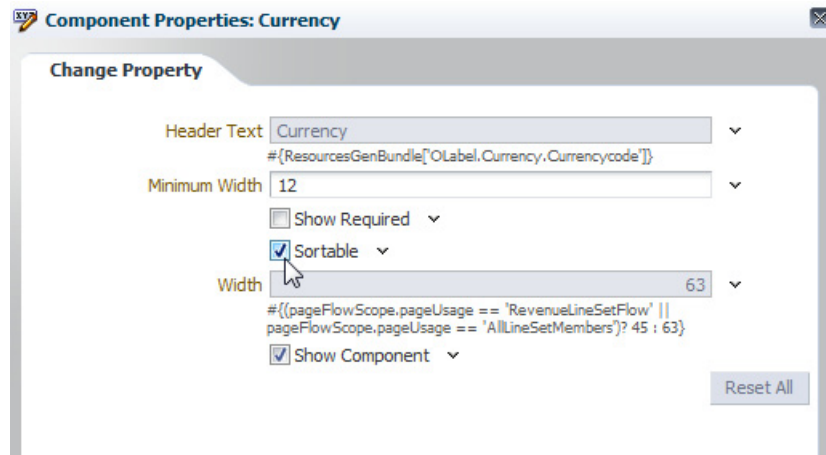 Component Properties: Currency
Change Property
Header Text Currency
#{ResourcesGenBundle['OLabel.Currency.Currencycode']}
Minimum Width 12
Show Required
Sortable
Width 63
#{(pageFlowScope.pageUsage == 'RevenueLineSetFlow' ||
pageFlowScope.pageUsage == 'AllLineSetMembers')? 45 : 63}
Show Component
Reset All